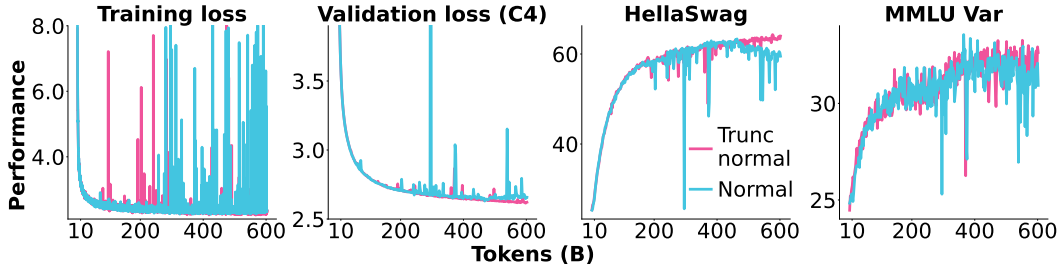 Training loss
Validation loss (C4)
HellaSwag
MMLU Var
Performance
8.0
6.0
4.0
10 200 400 600
3.5
3.0
2.5
10 200 400 600
60
40
10 200 400 600
Trunc
normal
Normal
30
25
10 200 400 600
Tokens (B)